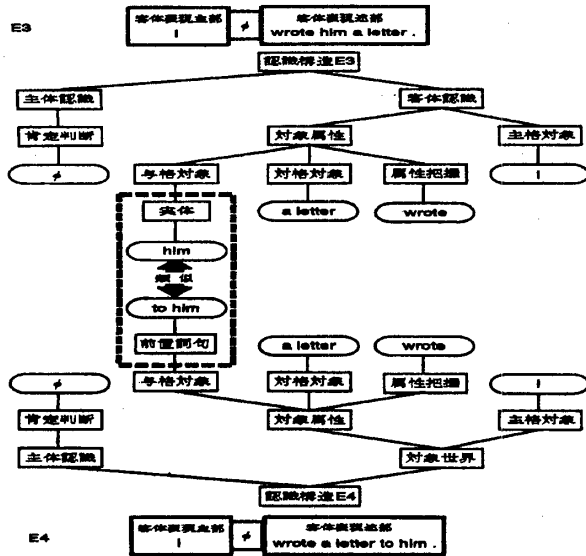 E3
客体表現主部 客体表現述部
I φ wrote him a letter .
認識構造E3
主体認識 客体認識
肯定判断 対象属性 主格対象
φ 与格対象 対格対象 属性把握 I
実体 a letter wrote
him
類似
to him
前置詞句 a letter wrote
φ 与格対象 対格対象 属性把握 I
肯定判断 対象属性 主格対象
主体認識 対象世界
認識構造E4
E4
客体表現主部 客体表現述部
I φ wrote a letter to him .